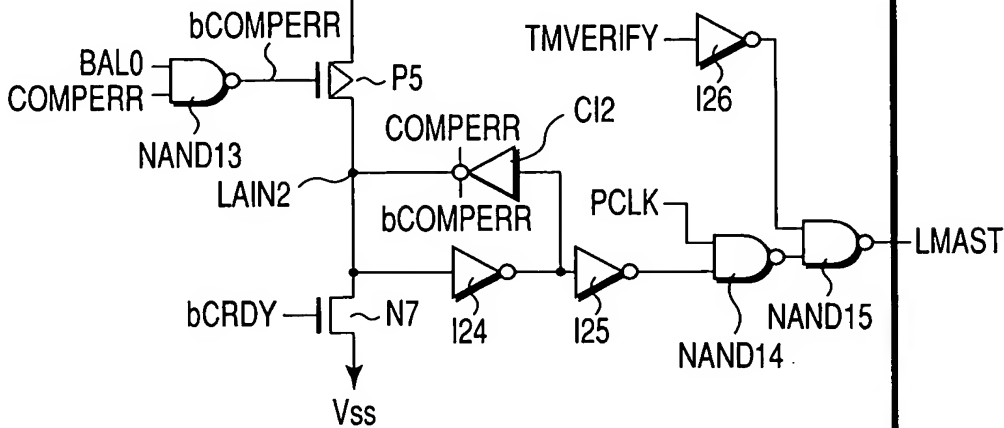 bCOMPERR
TMVERIFY
BAL0
COMPERR
P5
I26
NAND13
COMPERR
CI2
LAIN2
bCOMPERR
PCLK
LMAST
bCRDY
N7
I24
I25
NAND15
NAND14
Vss